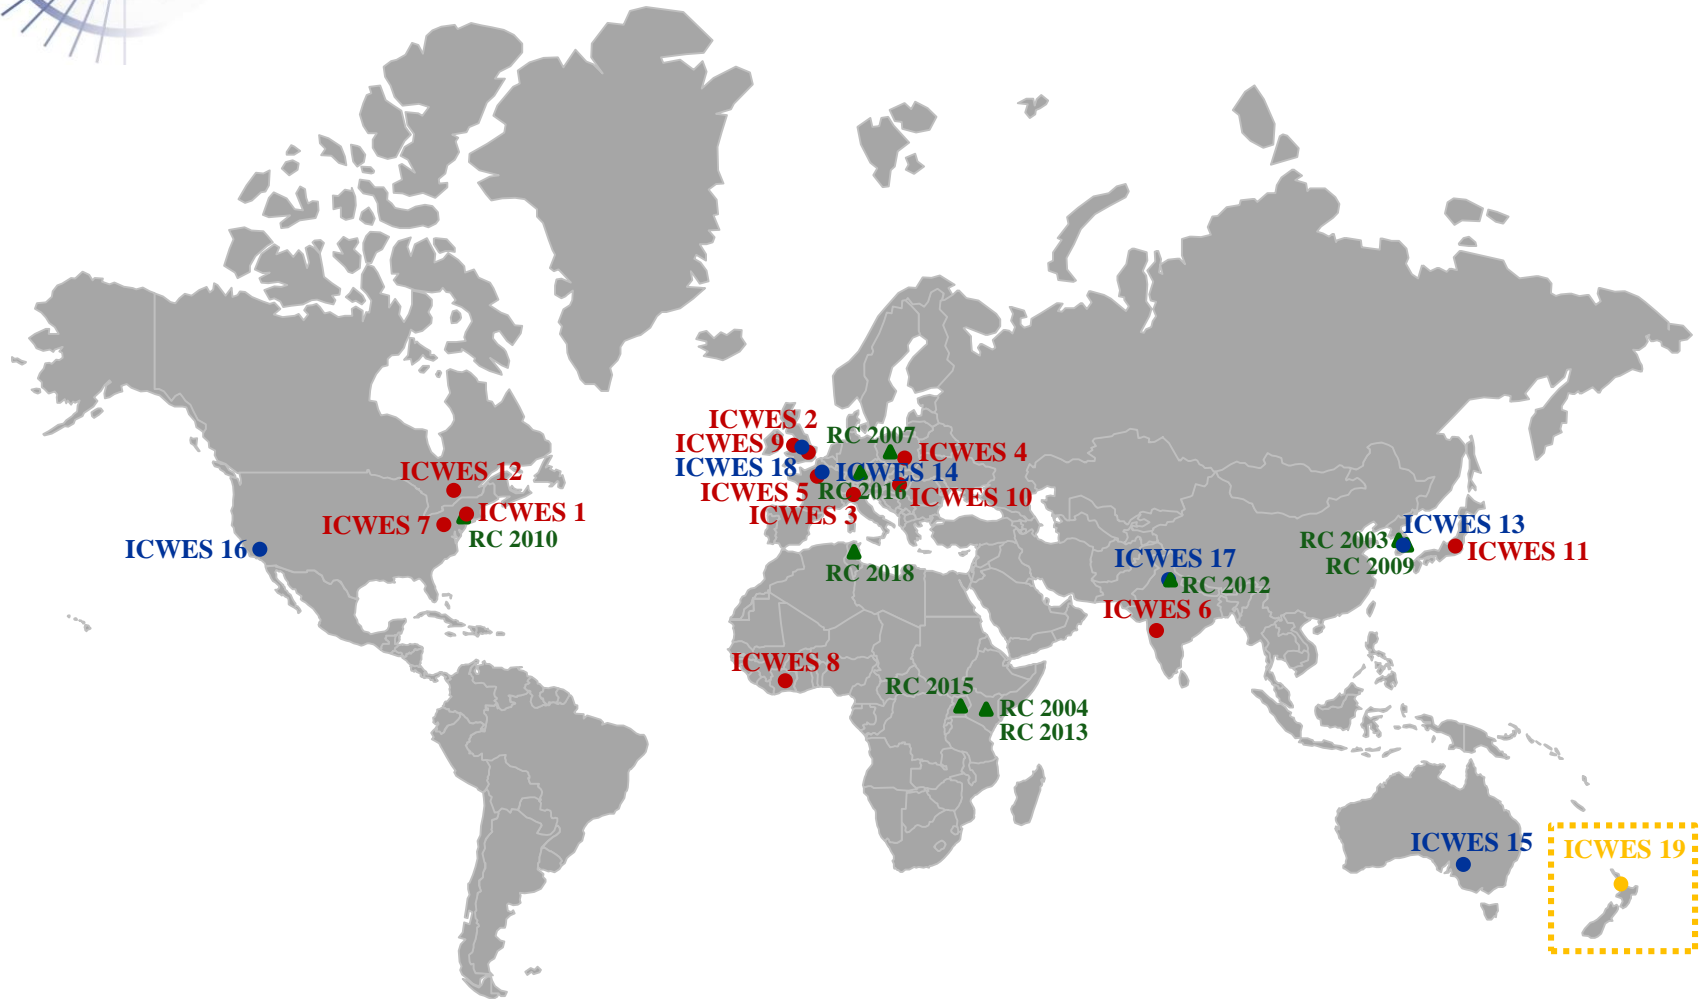 ICWES 2
ICWES 9
RC 2007
ICWES 4
ICWES 18
ICWES 14
ICWES 12
ICWES 5
RC 2016
ICWES 10
ICWES 3
ICWES 1
ICWES 7
RC 2010
ICWES 16
ICWES 13
RC 2003
ICWES 11
RC 2009
ICWES 17
RC 2018
RC 2012
ICWES 6
ICWES 8
RC 2015
RC 2004
RC 2013
ICWES 15
ICWES 19